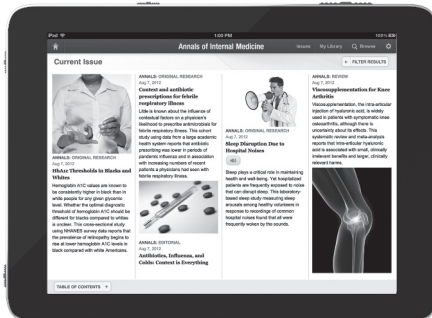 iPad
1:00 PM
100%
Annals of Internal Medicine
Issues
My Library
Browse
Current Issue
FILTER RESULTS
ANNALS: ORIGINAL RESEARCH
Aug 7, 2012
HbA1c Thresholds in Blacks and
Whites
Hemoglobin A1C values are known to
be consistently higher in black than in
white people for any given glycemic
level. Whether the optimal diagnostic
threshold of hemoglobin A1C should be
different for blacks compared to whites
is unclear. This cross-sectional study
using NHANES survey data reports that
the prevalence of retinopathy begins to
rise at lower hemoglobin A1C levels in
black compared with white Americans.
ANNALS: ORIGINAL RESEARCH
Aug 7, 2012
Context and antibiotic
prescriptions for febrile
respiratory illness
Little is known about the influence of
contextual factors on a physician's
likelihood to prescribe antimicrobials for
febrile respiratory illness. This cohort
study using data from a large academic
health system reports that antibiotic
prescribing was lower in periods of
pandemic influenza and in association
with increasing numbers of recent
patients a physicians had seen with
febrile respiratory illness.
ANNALS: EDITORIAL
Aug 7, 2012
Antibiotics, Influenza, and
Colds: Context is Everything
ANNALS: ORIGINAL RESEARCH
Aug 7, 2012
Sleep Disruption Due to
Hospital Noises
Sleep plays a critical role in maintaining
health and well-being. Yet hospitalized
patients are frequently exposed to noise
that can disrupt sleep. This laboratory-
based sleep study measuring sleep
arousals among healthy volunteers in
response to recordings of common
hospital noises found that all were
frequently woken by the sounds.
ANNALS: REVIEW
Aug 7, 2012
Viscosupplementation for Knee
Arthritis
Viscosupplementation, the intra-articular
injection of hyaluronic acid, is widely
used in patients with symptomatic knee
osteoarthritis, although there is
uncertainty about its effects. This
systematic review and meta-analysis
reports that intra-articular hyaluronic
acid is associated with small, clinically
irrelevant benefits and larger, clinically
relevant harms.
TABLE OF CONTENTS